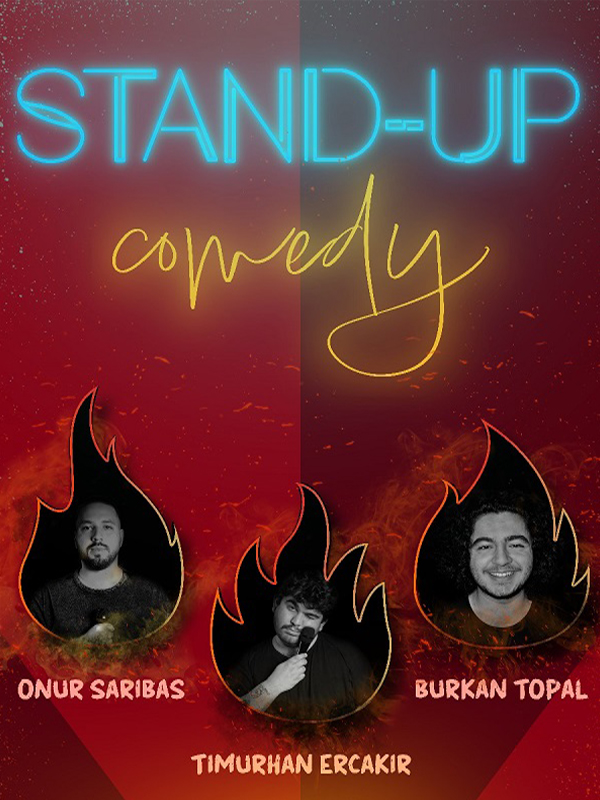 STAND-UP
comedy
ONUR SARIBAS
BURKAN TOPAL
TIMURHAN ERCAKIR